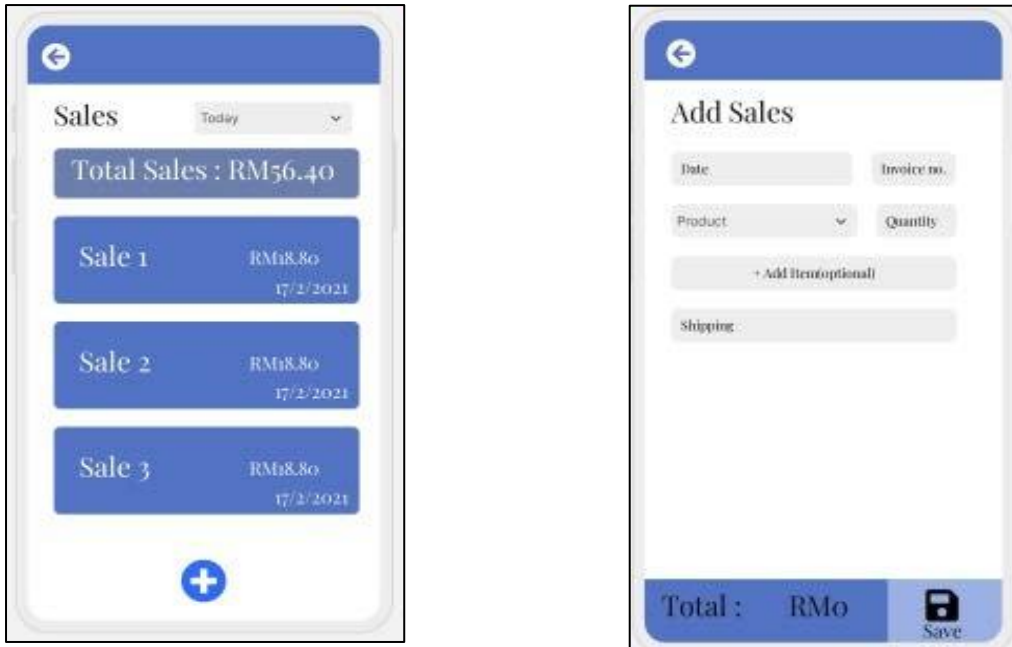 Sales
Today
Total Sales : RM56.40
Sale 1
RM18.80
17/2/2021
Sale 2
RM18.80
17/2/2021
Sale 3
RM18.80
17/2/2021
Add Sales
Date
Invoice no.
Product
Quantity
+ Add Item(optional)
Shipping
Total : RM0
Save